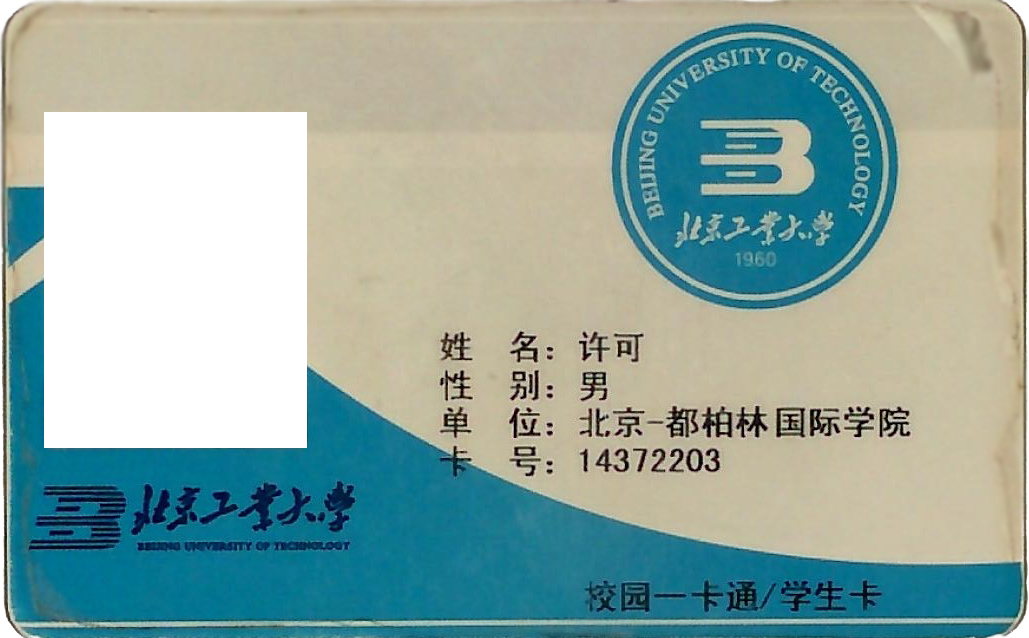 BEIJING UNIVERSITY OF TECHNOLOGY
北京工业大学
1960
姓 名：许可
性 别：男
单 位：北京-都柏林国际学院
卡 号：14372203
北京工业大学
BEIJING UNIVERSITY OF TECHNOLOGY
校园一卡通/学生卡